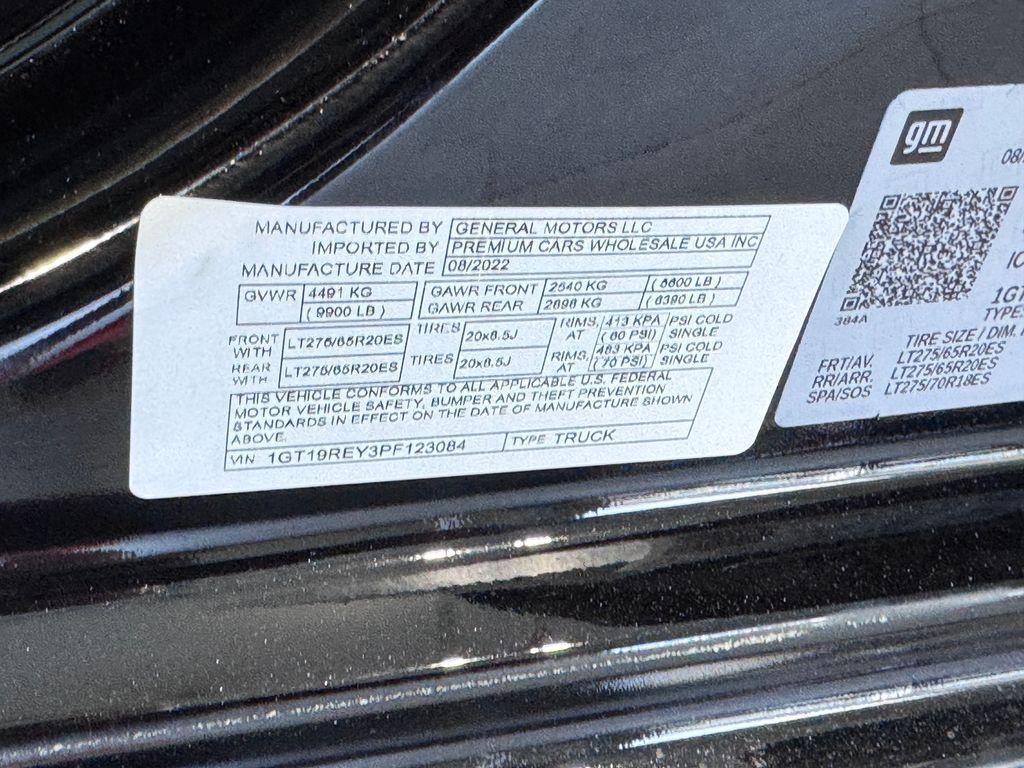 MANUFACTURED BY GENERAL MOTORS LLC
IMPORTED BY PREMIUM CARS WHOLESALE USA INC
MANUFACTURE DATE 08/2022
GVWR 4491 KG GAWR FRONT 2540 KG ( 5600 LB )
( 9900 LB ) GAWR REAR 2898 KG ( 6390 LB )
FRONT WITH LT275/65R20ES TIRES 20x8.5J RIMS, AT 413 KPA ( 60 PSI ) PSI COLD SINGLE
REAR WITH LT275/65R20ES TIRES 20x8.5J RIMS, AT 483 KPA ( 70 PSI ) PSI COLD SINGLE
THIS VEHICLE CONFORMS TO ALL APPLICABLE U.S. FEDERAL
MOTOR VEHICLE SAFETY, BUMPER AND THEFT PREVENTION
STANDARDS IN EFFECT ON THE DATE OF MANUFACTURE SHOWN
ABOVE.
VIN 1GT19REY3PF123084 TYPE TRUCK
gm
08/
384A
1GT
TYPE
TIRE SIZE / DIM.
FRT/AV. LT275/65R20ES
RR/ARR. LT275/65R20ES
SPA/SOS LT275/70R18ES